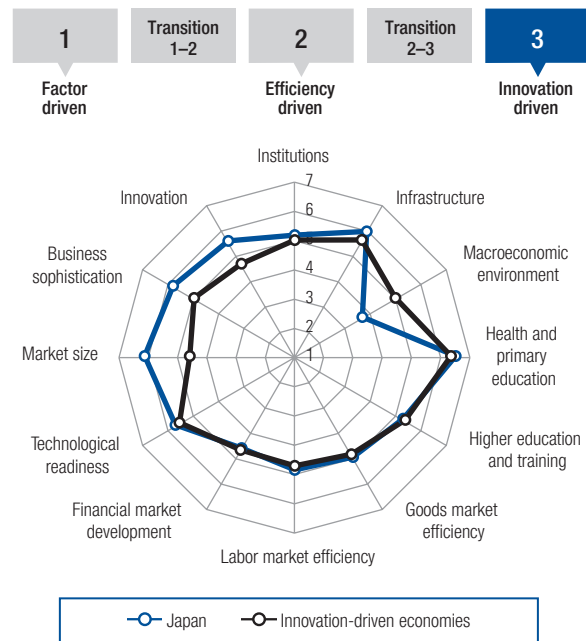 1
Transition
1–2
2
Transition
2–3
3
Factor
driven
Efficiency
driven
Innovation
driven
Institutions
7
Innovation
6
Infrastructure
5
Business
sophistication
4
Macroeconomic
environment
3
2
Market size
1
Health and
primary
education
Technological
readiness
Higher education
and training
Financial market
development
Goods market
efficiency
Labor market efficiency
Japan
Innovation-driven economies